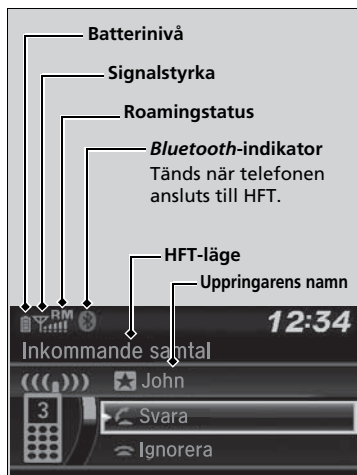 Batterinivå
Signalstyrka
Roamingstatus
Bluetooth-indikator
Tänds när telefonen
ansluts till HFT.
HFT-läge
Uppringarens namn
RM
12:34
Inkommande samtal
John
3
Svara
Ignorera